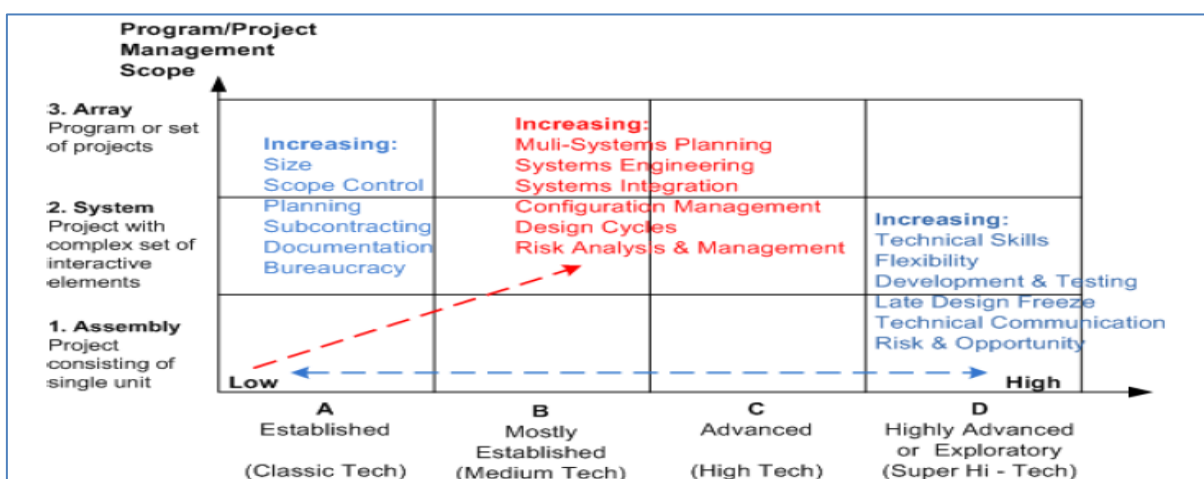 Program/Project
Management
Scope
3. Array
Program or set
of projects
2. System
Project with
complex set of
interactive
elements
1. Assembly
Project
consisting of
single unit
Increasing:
Size
Scope Control
Planning
Subcontracting
Documentation
Bureaucracy
Increasing:
Muli-Systems Planning
Systems Engineering
Systems Integration
Configuration Management
Design Cycles
Risk Analysis & Management
Increasing:
Technical Skills
Flexibility
Development & Testing
Late Design Freeze
Technical Communication
Risk & Opportunity
Low
High
A
Established
(Classic Tech)
B
Mostly
Established
(Medium Tech)
C
Advanced
(High Tech)
D
Highly Advanced
or Exploratory
(Super Hi - Tech)